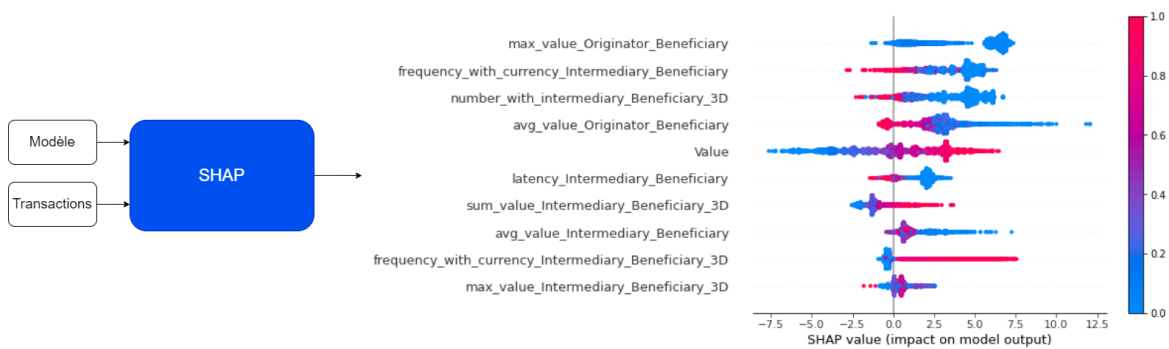 Modèle
Transactions
SHAP
max_value_Originator_Beneficiary
frequency_with_currency_Intermediary_Beneficiary
number_with_intermediary_Beneficiary_3D
avg_value_Originator_Beneficiary
Value
latency_Intermediary_Beneficiary
sum_value_Intermediary_Beneficiary_3D
avg_value_Intermediary_Beneficiary
frequency_with_currency_Intermediary_Beneficiary_3D
max_value_Intermediary_Beneficiary_3D
−7.5 −5.0 −2.5 0.0 2.5 5.0 7.5 10.0 12.5
SHAP value (impact on model output)
1.0
0.8
0.6
0.4
0.2
0.0